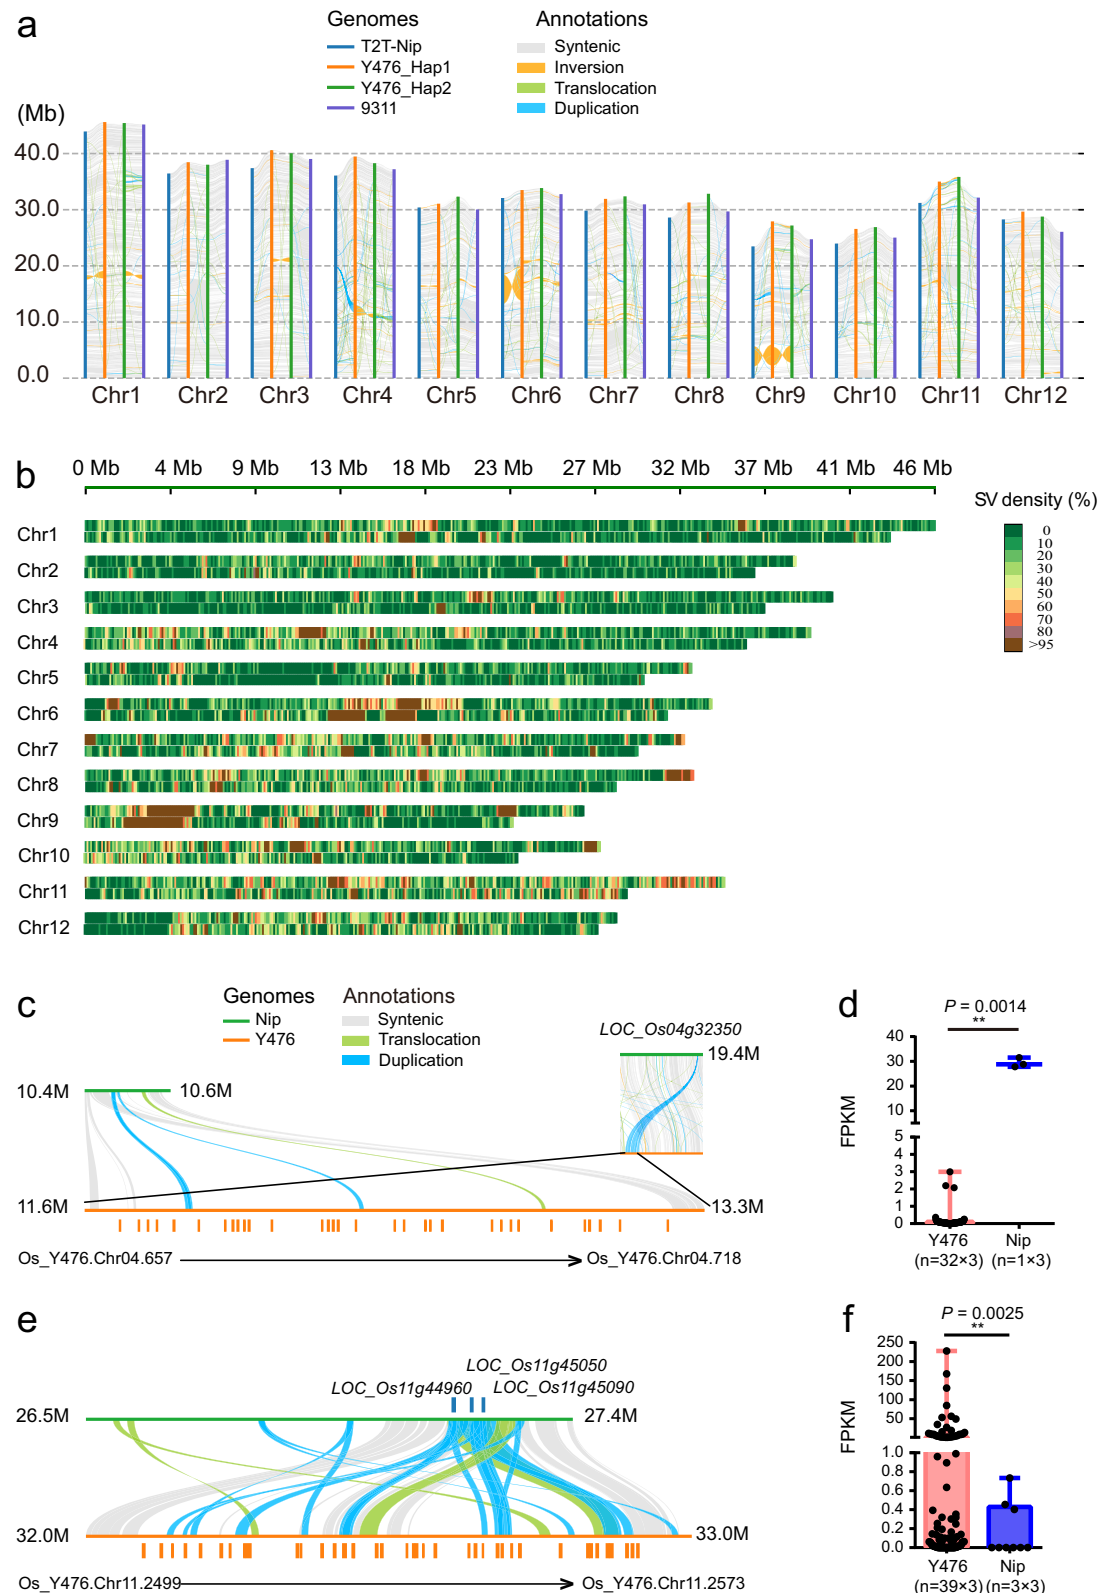 a
Genomes
Annotations
T2T-Nip
Y476_Hap1
Y476_Hap2
9311
Syntenic
Inversion
Translocation
Duplication
(Mb)
40.0
30.0
20.0
10.0
0.0
Chr1 Chr2 Chr3 Chr4 Chr5 Chr6 Chr7 Chr8 Chr9 Chr10 Chr11 Chr12
b
0 Mb 4 Mb 9 Mb 13 Mb 18 Mb 23 Mb 27 Mb 32 Mb 37 Mb 41 Mb 46 Mb
SV density (%)
0
10
20
30
40
50
60
70
80
>95
Chr1
Chr2
Chr3
Chr4
Chr5
Chr6
Chr7
Chr8
Chr9
Chr10
Chr11
Chr12
c
Genomes
Annotations
Nip
Y476
Syntenic
Translocation
Duplication
LOC_Os04g32350
19.4M
10.4M
10.6M
11.6M
13.3M
Os_Y476.Chr04.657
Os_Y476.Chr04.718
d
P = 0.0014
**
FPKM
40
30
20
10
5
4
3
2
1
0
Y476 Nip
(n=32×3) (n=1×3)
e
LOC_Os11g45050
LOC_Os11g44960 LOC_Os11g45090
26.5M
27.4M
32.0M
33.0M
Os_Y476.Chr11.2499
Os_Y476.Chr11.2573
f
P = 0.0025
**
FPKM
250
200
150
100
50
1.0
0.8
0.6
0.4
0.2
0.0
Y476 Nip
(n=39×3) (n=3×3)